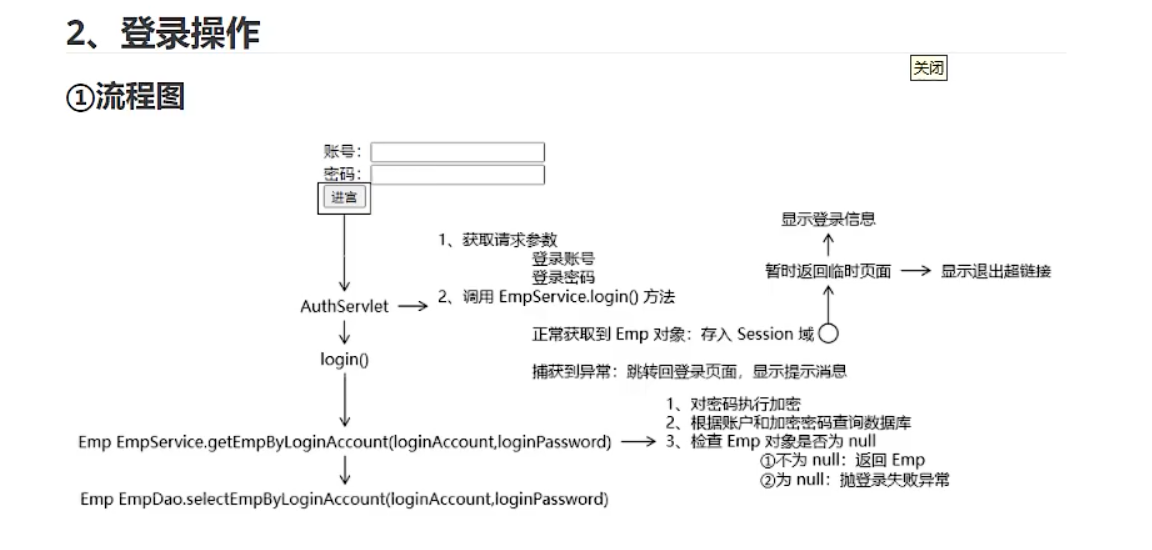 2、登录操作
关闭
①流程图
账号：
密码：
进宫
1、获取请求参数
登录账号
登录密码
2、调用 EmpService.login() 方法
AuthServlet
显示登录信息
暂时返回临时页面
显示退出超链接
正常获取到 Emp 对象：存入 Session 域
login()
捕获到异常：跳转回登录页面，显示提示消息
1、对密码执行加密
2、根据账户和加密密码查询数据库
Emp EmpService.getEmpByLoginAccount(loginAccount,loginPassword)
3、检查 Emp 对象是否为 null
①不为 null：返回 Emp
②为 null：抛登录失败异常
Emp EmpDao.selectEmpByLoginAccount(loginAccount,loginPassword)